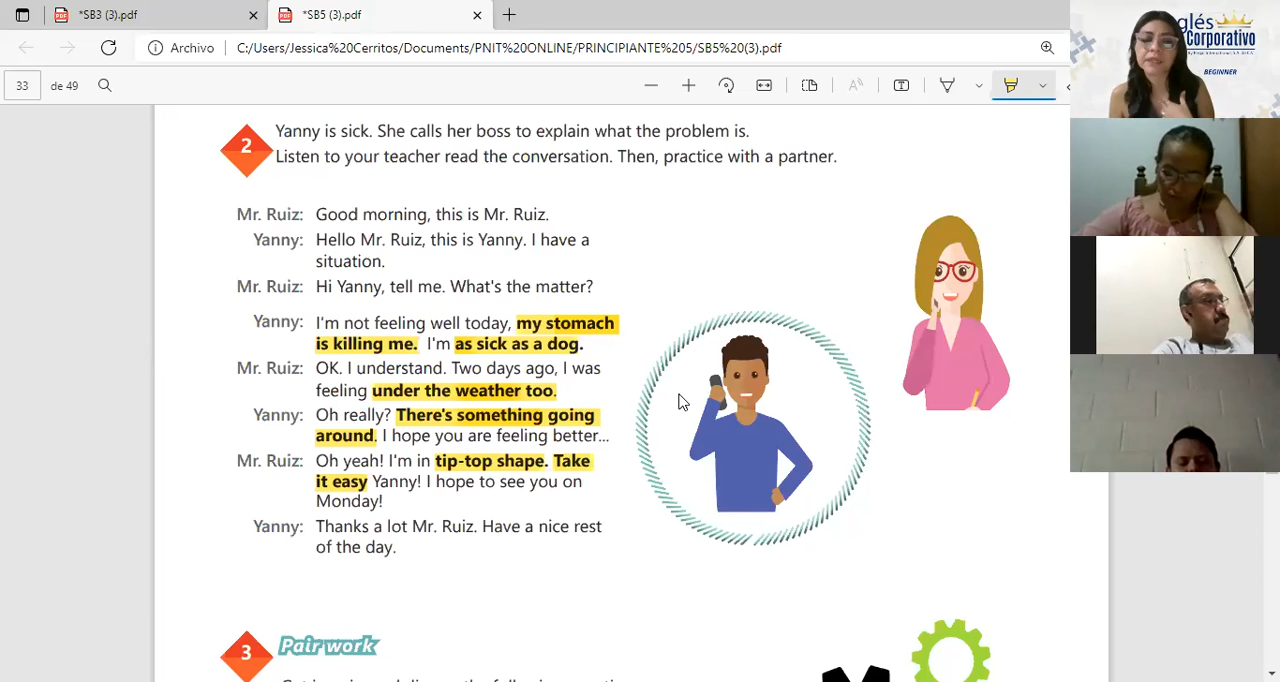 *SB3 (3).pdf
*SB5 (3).pdf
Archivo
C:/Users/Jessica%20Cerritos/Documents/PNIT%20ONLINE/PRINCIPIANTE%205/SB5%20(3).pdf
33 de 49
2
Yanny is sick. She calls her boss to explain what the problem is.
Listen to your teacher read the conversation. Then, practice with a partner.
Mr. Ruiz: Good morning, this is Mr. Ruiz.
Yanny: Hello Mr. Ruiz, this is Yanny. I have a
situation.
Mr. Ruiz: Hi Yanny, tell me. What's the matter?
Yanny: I'm not feeling well today, my stomach
is killing me. I'm as sick as a dog.
Mr. Ruiz: OK. I understand. Two days ago, I was
feeling under the weather too.
Yanny: Oh really? There's something going
around. I hope you are feeling better...
Mr. Ruiz: Oh yeah! I'm in tip-top shape. Take
it easy Yanny! I hope to see you on
Monday!
Yanny: Thanks a lot Mr. Ruiz. Have a nice rest
of the day.
3
Pair work
glés
Corporativo
BEGINNER